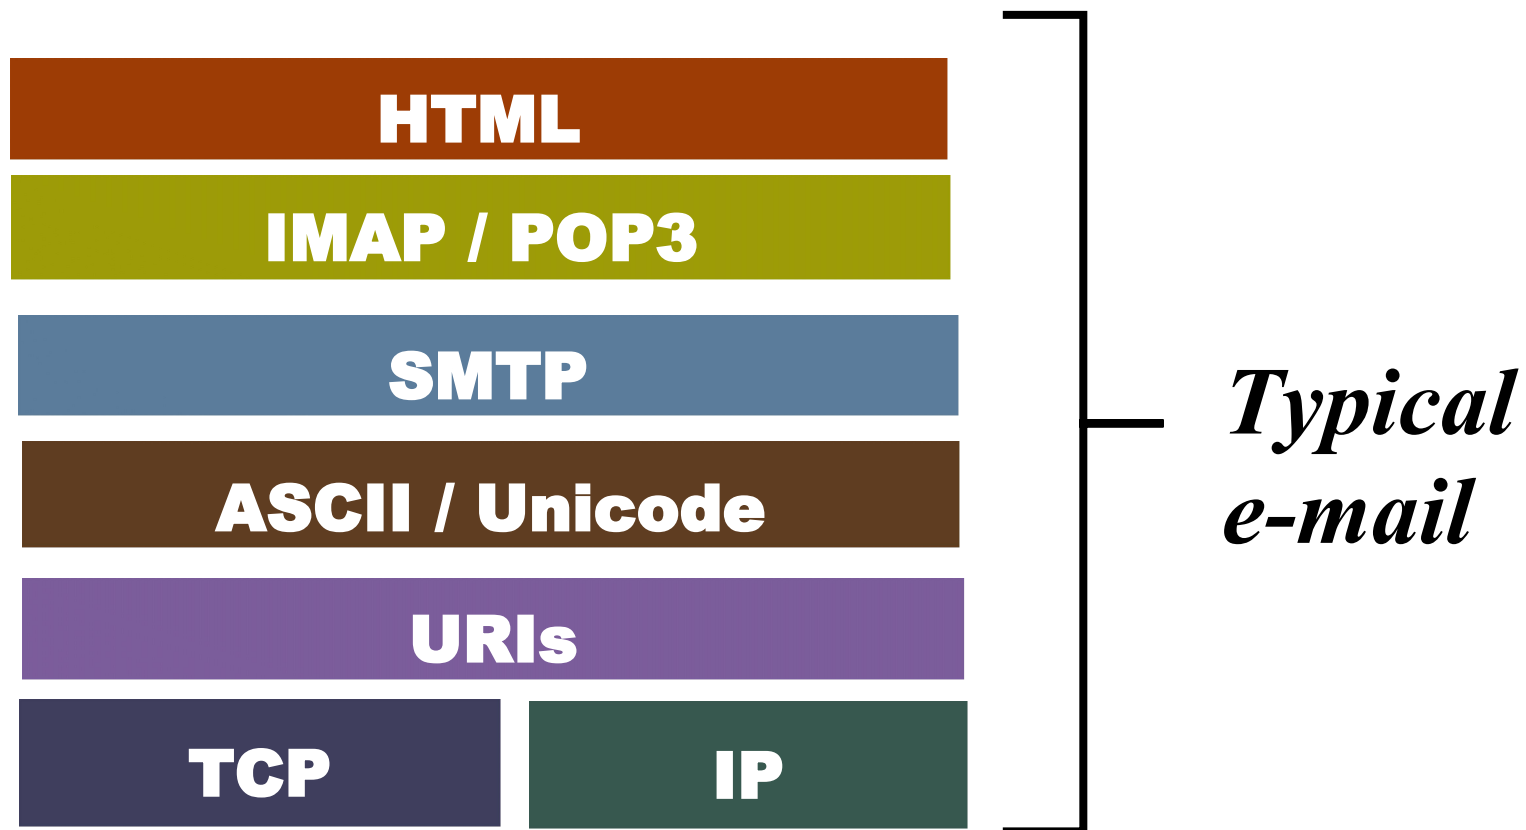 HTML
IMAP / POP3
SMTP
ASCII / Unicode
URIs
TCP
IP
Typical
e-mail